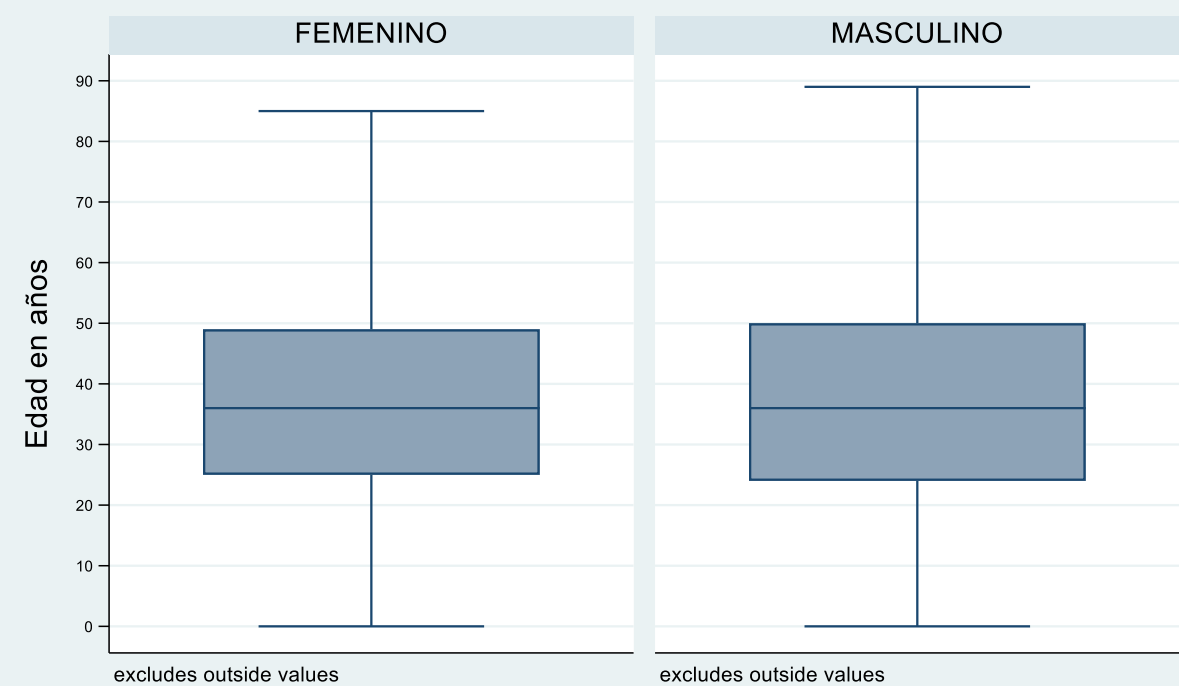 FEMENINO
MASCULINO
Edad en años
90
80
70
60
50
40
30
20
10
0
excludes outside values
excludes outside values